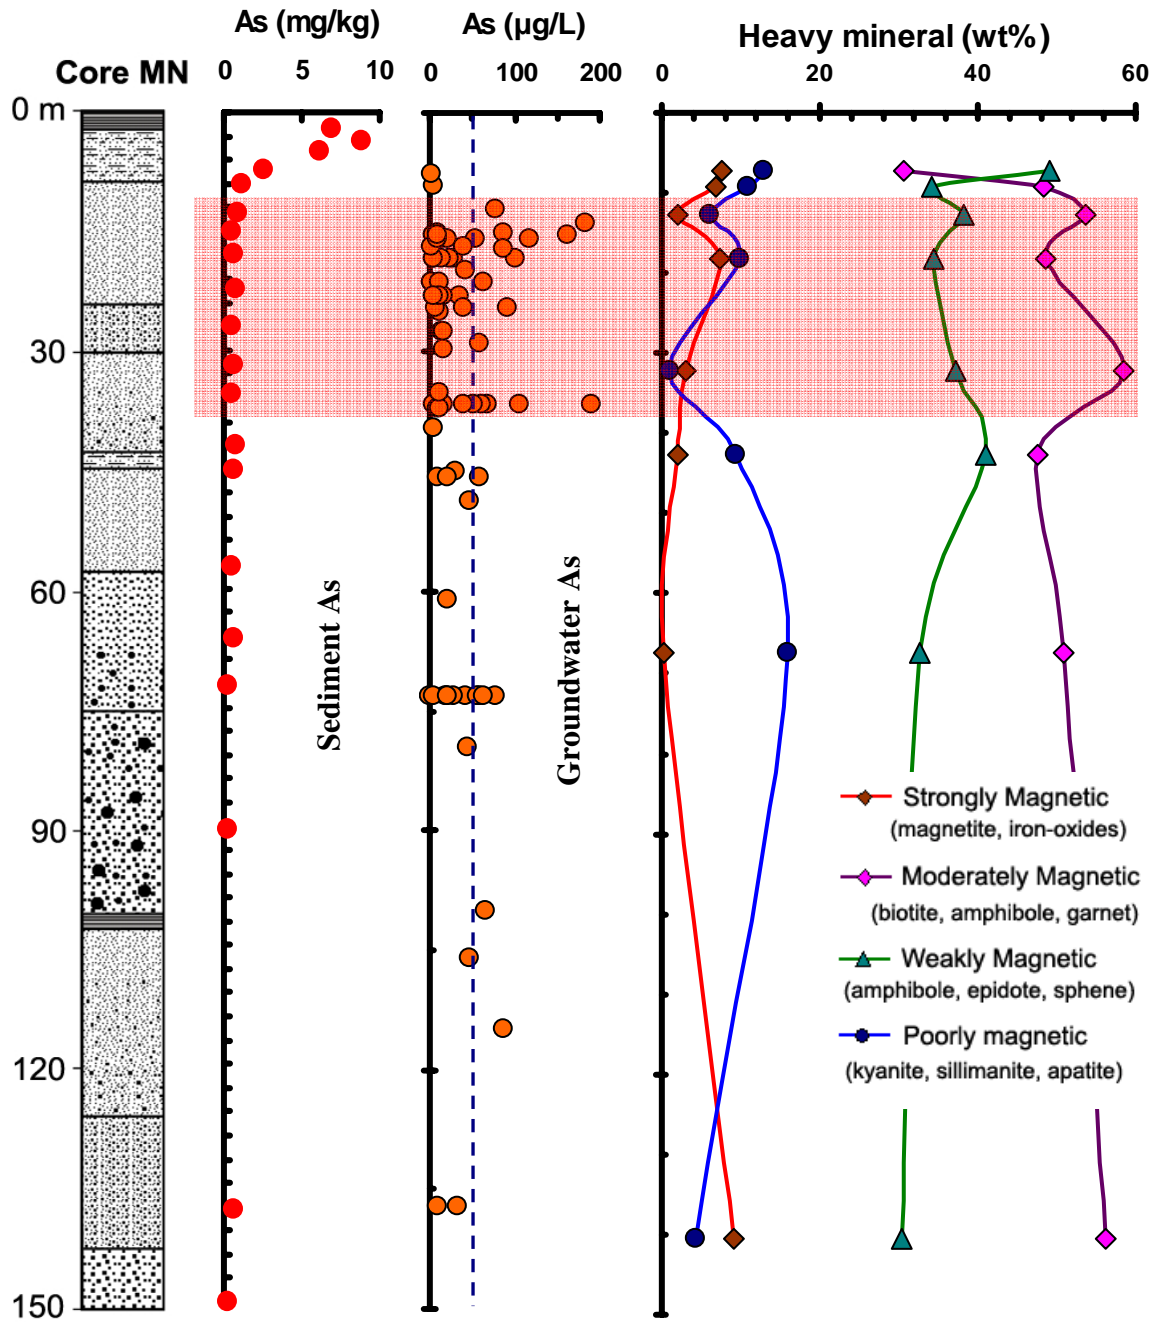 As (mg/kg)
As (µg/L)
Heavy mineral (wt%)
Core MN
0 5 10
0 100 200
0 20 40 60
0 m
30
60
90
120
150
Sediment As
Groundwater As
Strongly Magnetic
(magnetite, iron-oxides)
Moderately Magnetic
(biotite, amphibole, garnet)
Weakly Magnetic
(amphibole, epidote, sphene)
Poorly magnetic
(kyanite, sillimanite, apatite)